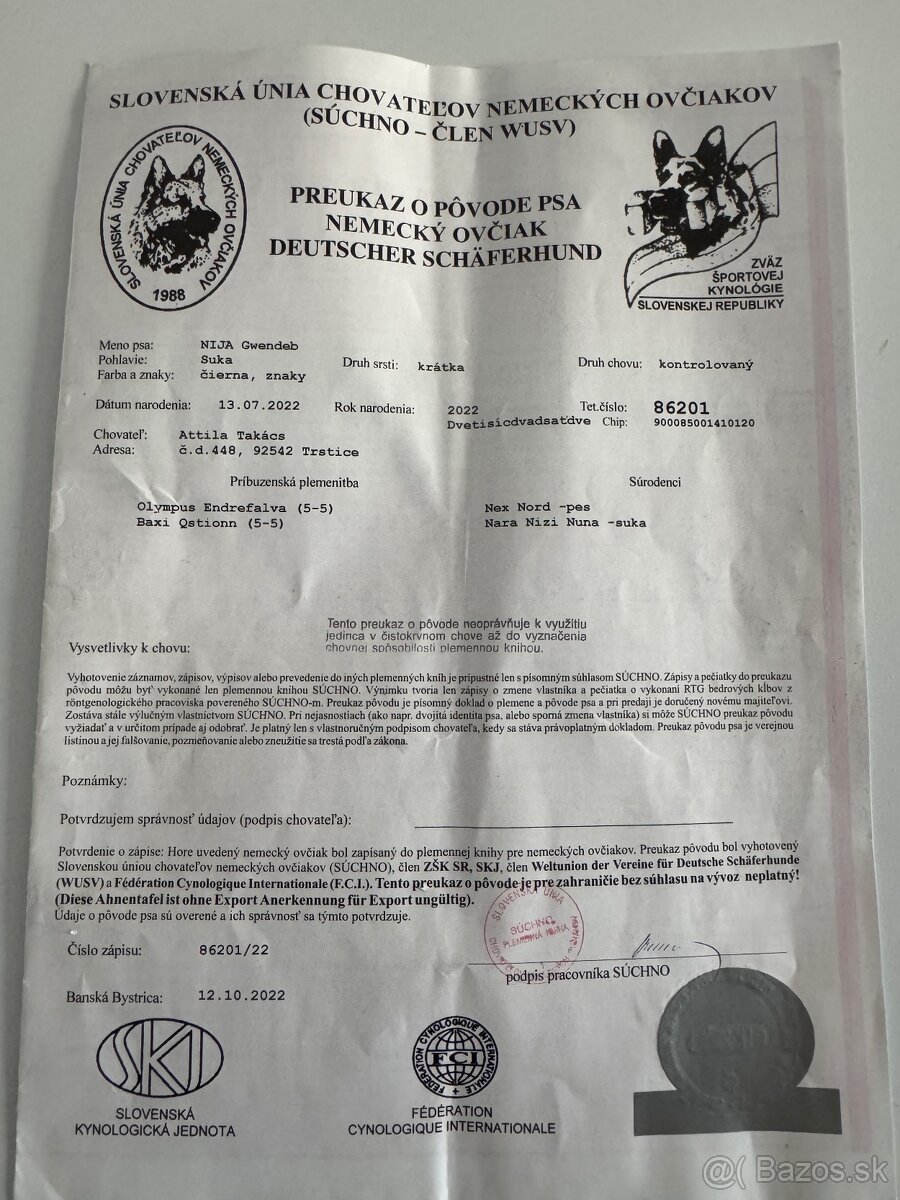 SLOVENSKÁ ÚNIA CHOVATEĽOV NEMECKÝCH OVČIAKOV
(SÚCHNO – ČLEN WUSV)
SLOVENSKÁ ÚNIA CHOVATEĽOV NEMECKÝCH OVČIAKOV
1988
PREUKAZ O PÔVODE PSA
NEMECKÝ OVČIAK
DEUTSCHER SCHÄFERHUND
ZVÄZ
ŠPORTOVEJ
KYNOLÓGIE
SLOVENSKEJ REPUBLIKY
Meno psa: NIJA Gwendeb
Pohlavie: Suka Druh srsti: krátka Druh chovu: kontrolovaný
Farba a znaky: čierna, znaky
Dátum narodenia: 13.07.2022 Rok narodenia: 2022 Tet.číslo: 86201
Dvetisícdvadsaťdve Chip: 900085001410120
Chovateľ: Attila Takács
Adresa: č.d.448, 92542 Trstice
Príbuzenská plemenitba Súrodenci
Olympus Endrefalva (5-5) Nex Nord -pes
Baxi Qstionn (5-5) Nara Nizi Nuna -suka
Tento preukaz o pôvode neoprávňuje k využitiu
jedinca v čistokrvnom chove až do vyznačenia
Vysvetlivky k chovu: chovnej spôsobilosti plemennou knihou.
Vyhotovenie záznamov, zápisov, výpisov alebo prevedenie do iných plemenných kníh je prípustné len s písomným súhlasom SÚCHNO. Zápisy a pečiatky do preukazu
pôvodu môžu byť vykonané len plemennou knihou SÚCHNO. Výnimku tvoria len zápisy o zmene vlastníka a pečiatka o vykonaní RTG bedrových kĺbov z
röntgenologického pracoviska povereného SÚCHNO-m. Preukaz pôvodu je písomný doklad o plemene a pôvode psa a pri predaji je doručený novému majiteľovi.
Zostáva stále výlučným vlastníctvom SÚCHNO. Pri nejasnostiach (ako napr. dvojitá identita psa, alebo sporná zmena vlastníka) si môže SÚCHNO preukaz pôvodu
vyžiadať a v určitom prípade aj odobrať. Je platný len s vlastnoručným podpisom chovateľa, kedy sa stáva právoplatným dokladom. Preukaz pôvodu psa je verejnou
listinou a jej falšovanie, pozmeňovanie alebo zneužitie sa trestá podľa zákona.
Poznámky:
Potvrdzujem správnosť údajov (podpis chovateľa):
Potvrdenie o zápise: Hore uvedený nemecký ovčiak bol zapísaný do plemennej knihy pre nemeckých ovčiakov. Preukaz pôvodu bol vyhotovený
Slovenskou úniou chovateľov nemeckých ovčiakov (SÚCHNO), člen ZŠK SR, SKJ, člen Weltunion der Vereine für Deutsche Schäferhunde
(WUSV) a Fédération Cynologique Internationale (F.C.I.). Tento preukaz o pôvode je pre zahraničie bez súhlasu na vývoz neplatný!
(Diese Ahnentafel ist ohne Export Anerkennung für Export ungültig).
Údaje o pôvode psa sú overené a ich správnosť sa týmto potvrdzuje.
SÚCHNO
PLEMENNÁ KNIHA
Číslo zápisu: 86201/22
podpis pracovníka SÚCHNO
Banská Bystrica: 12.10.2022
SKJ
SLOVENSKÁ
KYNOLOGICKÁ JEDNOTA
FÉDÉRATION CYNOLOGIQUE INTERNATIONALE
FCI
FÉDÉRATION
CYNOLOGIQUE INTERNATIONALE
@( Bazos.sk